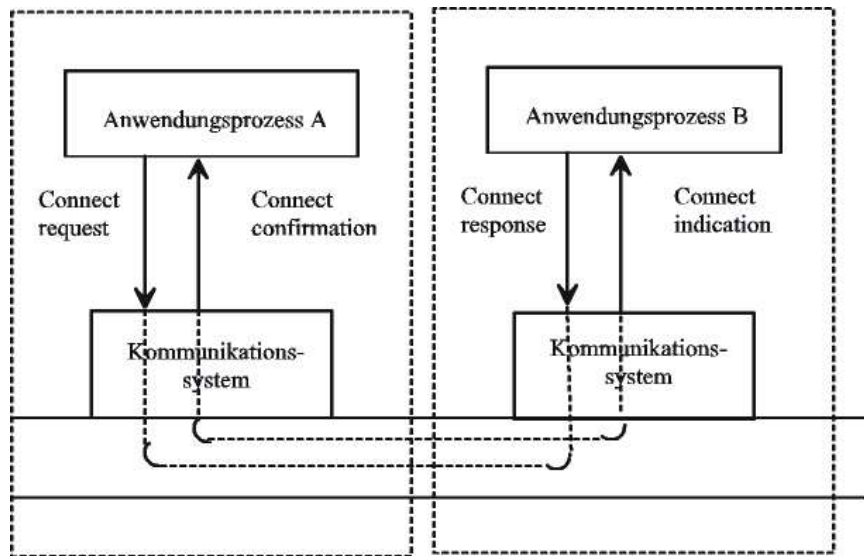 Anwendungsprozess A
Connect
request
Connect
confirmation
Kommunikations-
system
Anwendungsprozess B
Connect
response
Connect
indication
Kommunikations-
system